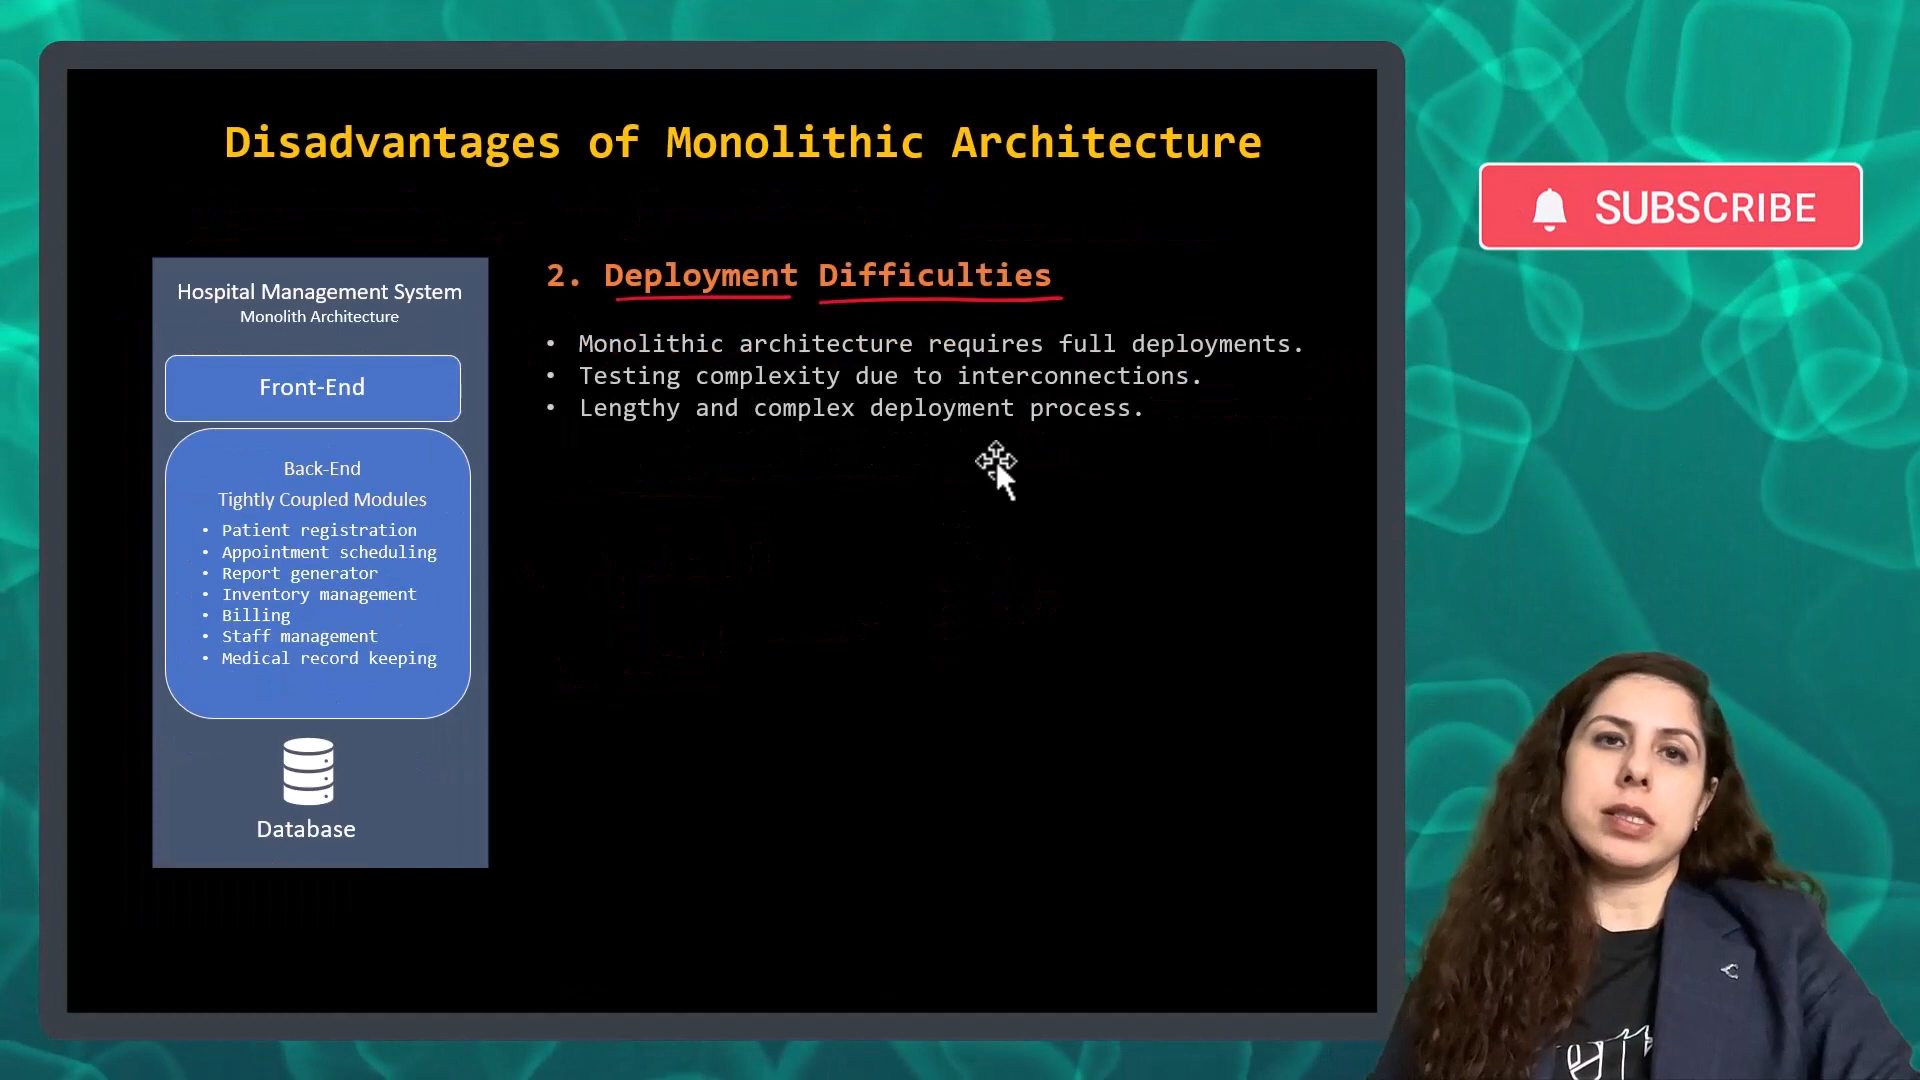 Disadvantages of Monolithic Architecture
SUBSCRIBE
Hospital Management System
Monolith Architecture
Front-End
Back-End
Tightly Coupled Modules
• Patient registration
• Appointment scheduling
• Report generator
• Inventory management
• Billing
• Staff management
• Medical record keeping
Database
2. Deployment Difficulties
• Monolithic architecture requires full deployments.
• Testing complexity due to interconnections.
• Lengthy and complex deployment process.